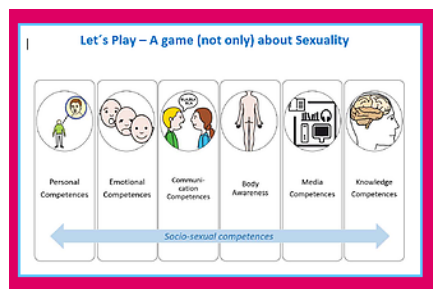 Let´s Play – A game (not only) about Sexuality
Personal
Competences
Emotional
Competences
Communi-
cation
Competences
Body
Awareness
Media
Competences
Knowledge
Competences
Socio-sexual competences